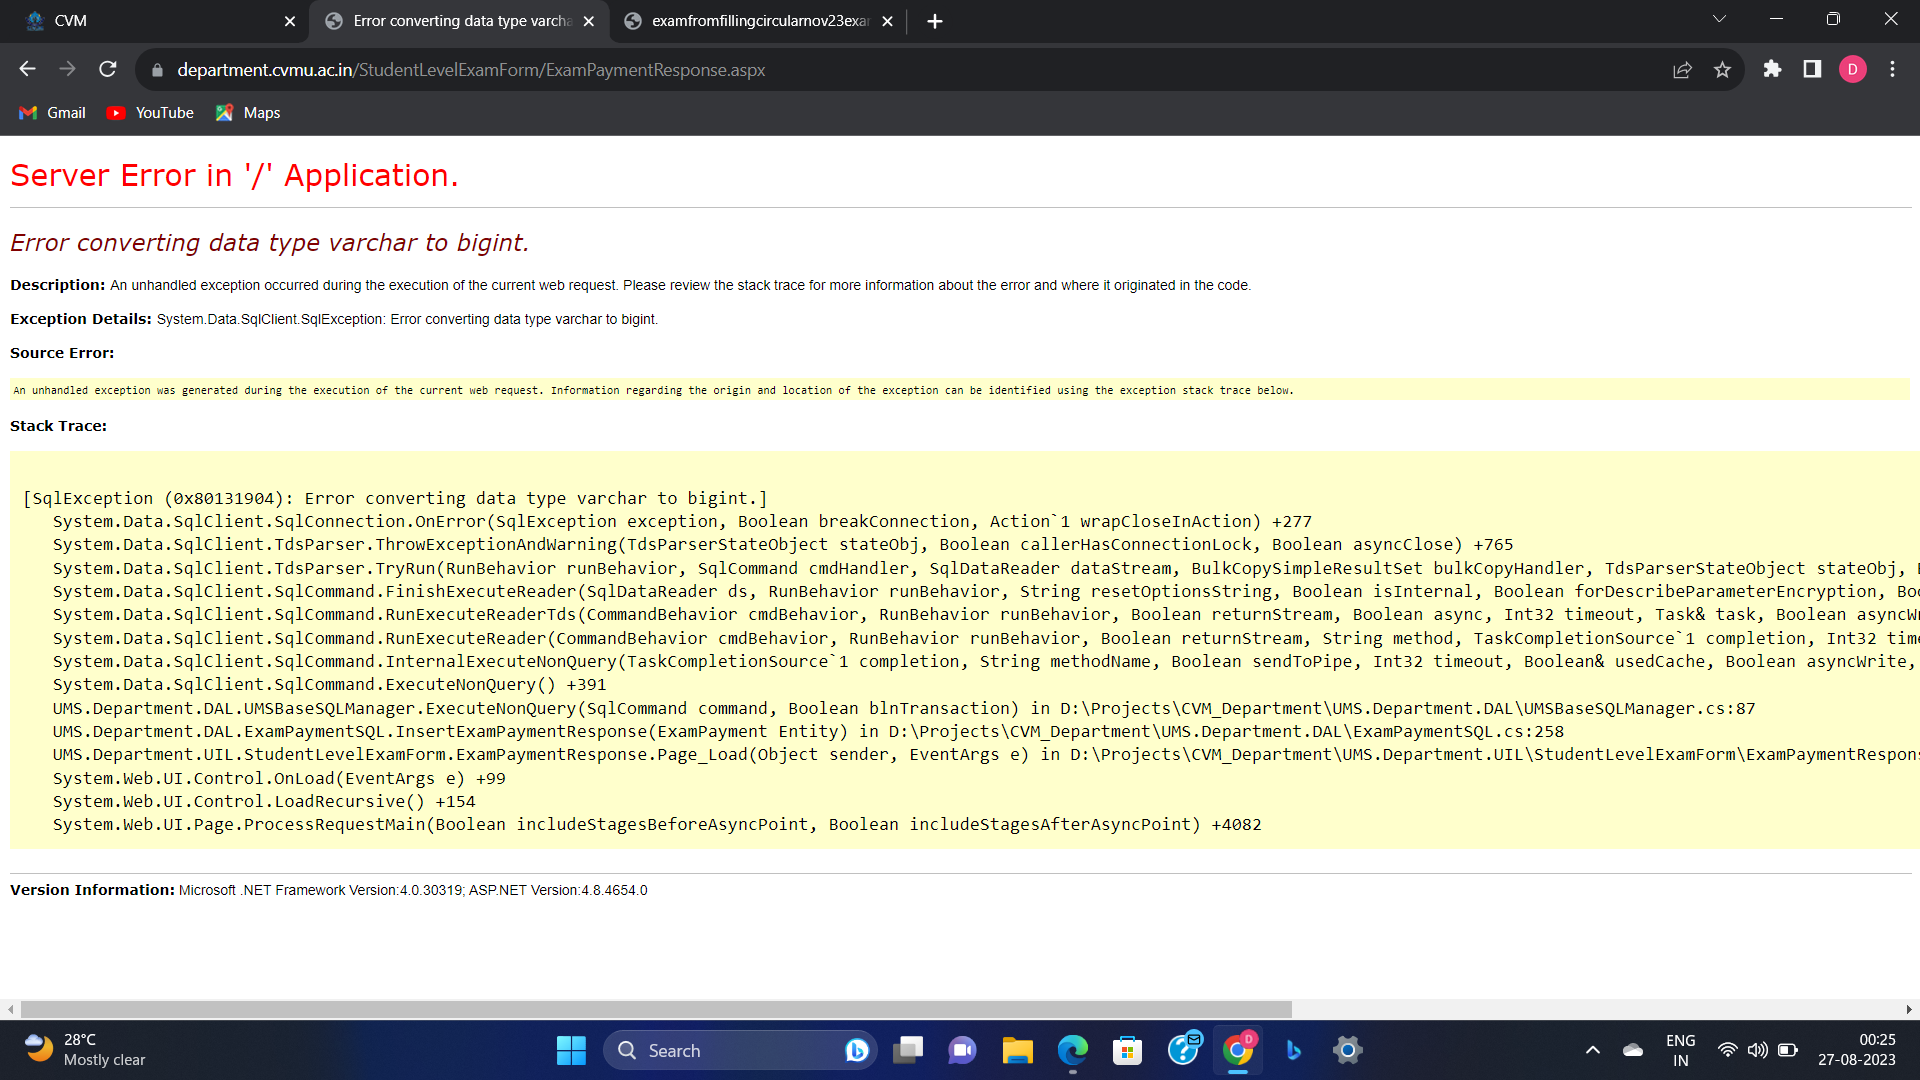 CVM
Error converting data type varcha
examfromfillingcircularnov23exar
department.cvmu.ac.in/StudentLevelExamForm/ExamPaymentResponse.aspx
D
Gmail
YouTube
Maps
Server Error in '/' Application.
Error converting data type varchar to bigint.
Description: An unhandled exception occurred during the execution of the current web request. Please review the stack trace for more information about the error and where it originated in the code.
Exception Details: System.Data.SqlClient.SqlException: Error converting data type varchar to bigint.
Source Error:
An unhandled exception was generated during the execution of the current web request. Information regarding the origin and location of the exception can be identified using the exception stack trace below.
Stack Trace:
[SqlException (0x80131904): Error converting data type varchar to bigint.]
System.Data.SqlClient.SqlConnection.OnError(SqlException exception, Boolean breakConnection, Action`1 wrapCloseInAction) +277
System.Data.SqlClient.TdsParser.ThrowExceptionAndWarning(TdsParserStateObject stateObj, Boolean callerHasConnectionLock, Boolean asyncClose) +765
System.Data.SqlClient.TdsParser.TryRun(RunBehavior runBehavior, SqlCommand cmdHandler, SqlDataReader dataStream, BulkCopySimpleResultSet bulkCopyHandler, TdsParserStateObject stateObj,
System.Data.SqlClient.SqlCommand.FinishExecuteReader(SqlDataReader ds, RunBehavior runBehavior, String resetOptionsString, Boolean isInternal, Boolean forDescribeParameterEncryption, Boo
System.Data.SqlClient.SqlCommand.RunExecuteReaderTds(CommandBehavior cmdBehavior, RunBehavior runBehavior, Boolean returnStream, Boolean async, Int32 timeout, Task& task, Boolean asyncWr
System.Data.SqlClient.SqlCommand.RunExecuteReader(CommandBehavior cmdBehavior, RunBehavior runBehavior, Boolean returnStream, String method, TaskCompletionSource`1 completion, Int32 time
System.Data.SqlClient.SqlCommand.InternalExecuteNonQuery(TaskCompletionSource`1 completion, String methodName, Boolean sendToPipe, Int32 timeout, Boolean& usedCache, Boolean asyncWrite,
System.Data.SqlClient.SqlCommand.ExecuteNonQuery() +391
UMS.Department.DAL.UMSBaseSQLManager.ExecuteNonQuery(SqlCommand command, Boolean blnTransaction) in D:\Projects\CVM_Department\UMS.Department.DAL\UMSBaseSQLManager.cs:87
UMS.Department.DAL.ExamPaymentSQL.InsertExamPaymentResponse(ExamPayment Entity) in D:\Projects\CVM_Department\UMS.Department.DAL\ExamPaymentSQL.cs:258
UMS.Department.UIL.StudentLevelExamForm.ExamPaymentResponse.Page_Load(Object sender, EventArgs e) in D:\Projects\CVM_Department\UMS.Department.UIL\StudentLevelExamForm\ExamPaymentRespons
System.Web.UI.Control.OnLoad(EventArgs e) +99
System.Web.UI.Control.LoadRecursive() +154
System.Web.UI.Page.ProcessRequestMain(Boolean includeStagesBeforeAsyncPoint, Boolean includeStagesAfterAsyncPoint) +4082
Version Information: Microsoft .NET Framework Version:4.0.30319; ASP.NET Version:4.8.4654.0
28°C
Mostly clear
Search
D
ENG
IN
00:25
27-08-2023